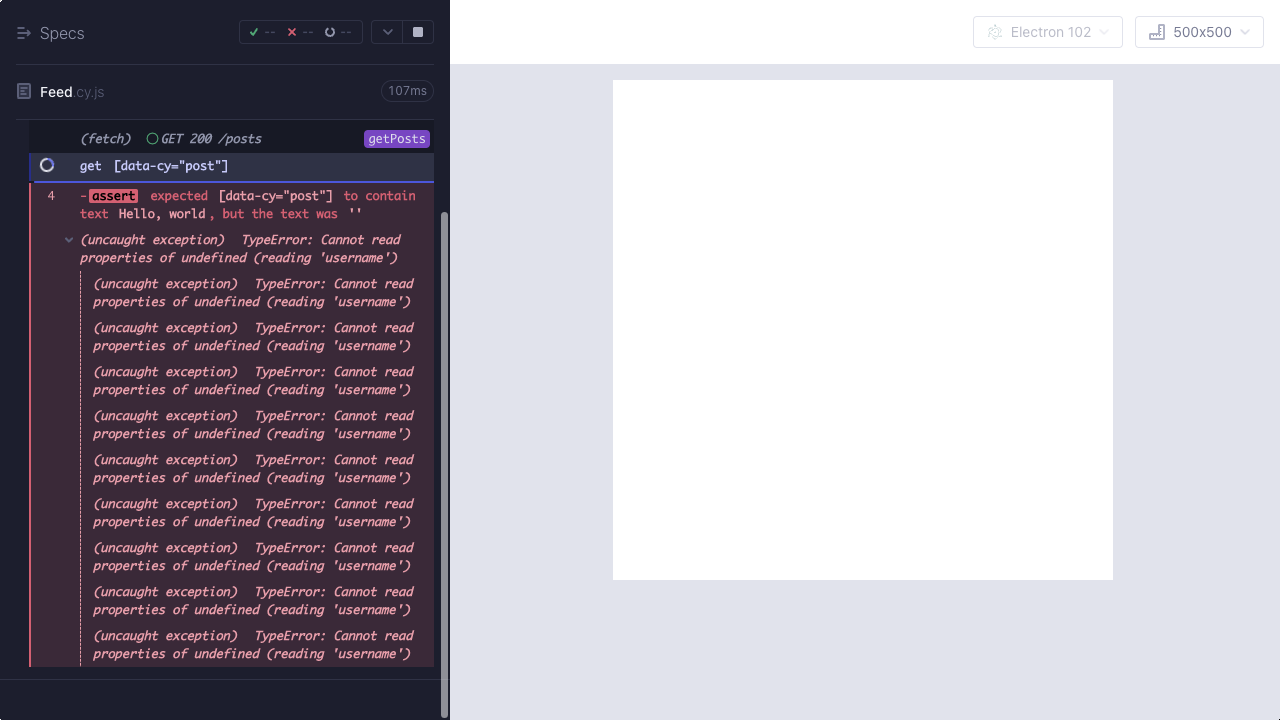 Specs
-- -- --
Electron 102
500x500
Feed.cy.js
107ms
(fetch) GET 200 /posts
getPosts
get [data-cy="post"]
4 -assert expected [data-cy="post"] to contain
text Hello, world, but the text was ''
(uncaught exception) TypeError: Cannot read
properties of undefined (reading 'username')
(uncaught exception) TypeError: Cannot read
properties of undefined (reading 'username')
(uncaught exception) TypeError: Cannot read
properties of undefined (reading 'username')
(uncaught exception) TypeError: Cannot read
properties of undefined (reading 'username')
(uncaught exception) TypeError: Cannot read
properties of undefined (reading 'username')
(uncaught exception) TypeError: Cannot read
properties of undefined (reading 'username')
(uncaught exception) TypeError: Cannot read
properties of undefined (reading 'username')
(uncaught exception) TypeError: Cannot read
properties of undefined (reading 'username')
(uncaught exception) TypeError: Cannot read
properties of undefined (reading 'username')
(uncaught exception) TypeError: Cannot read
properties of undefined (reading 'username')